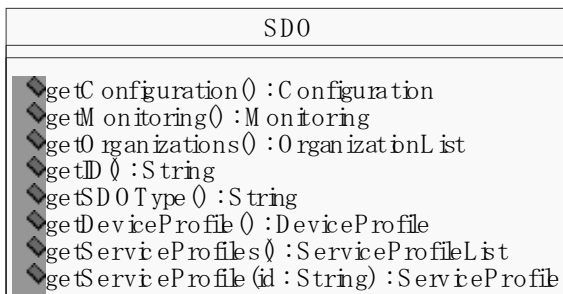 SDO
getConfiguration():Configuration
getMonitoring():Monitoring
getOrganizations():OrganizationList
getID():String
getSDOType():String
getDeviceProfile():DeviceProfile
getServiceProfiles():ServiceProfileList
getServiceProfile(id:String):ServiceProfile